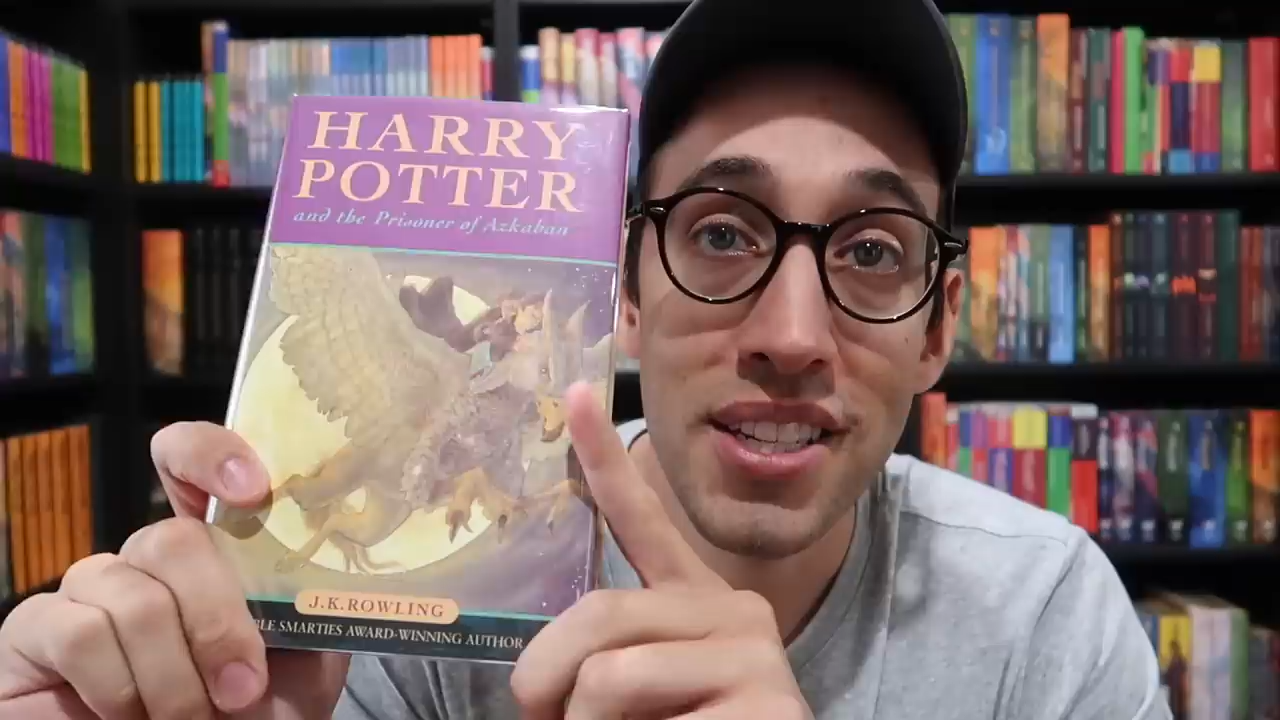 HARRY
POTTER
and the Prisoner of Azkaban
J.K.ROWLING
SMARTIES AWARD-WINNING AUTHOR